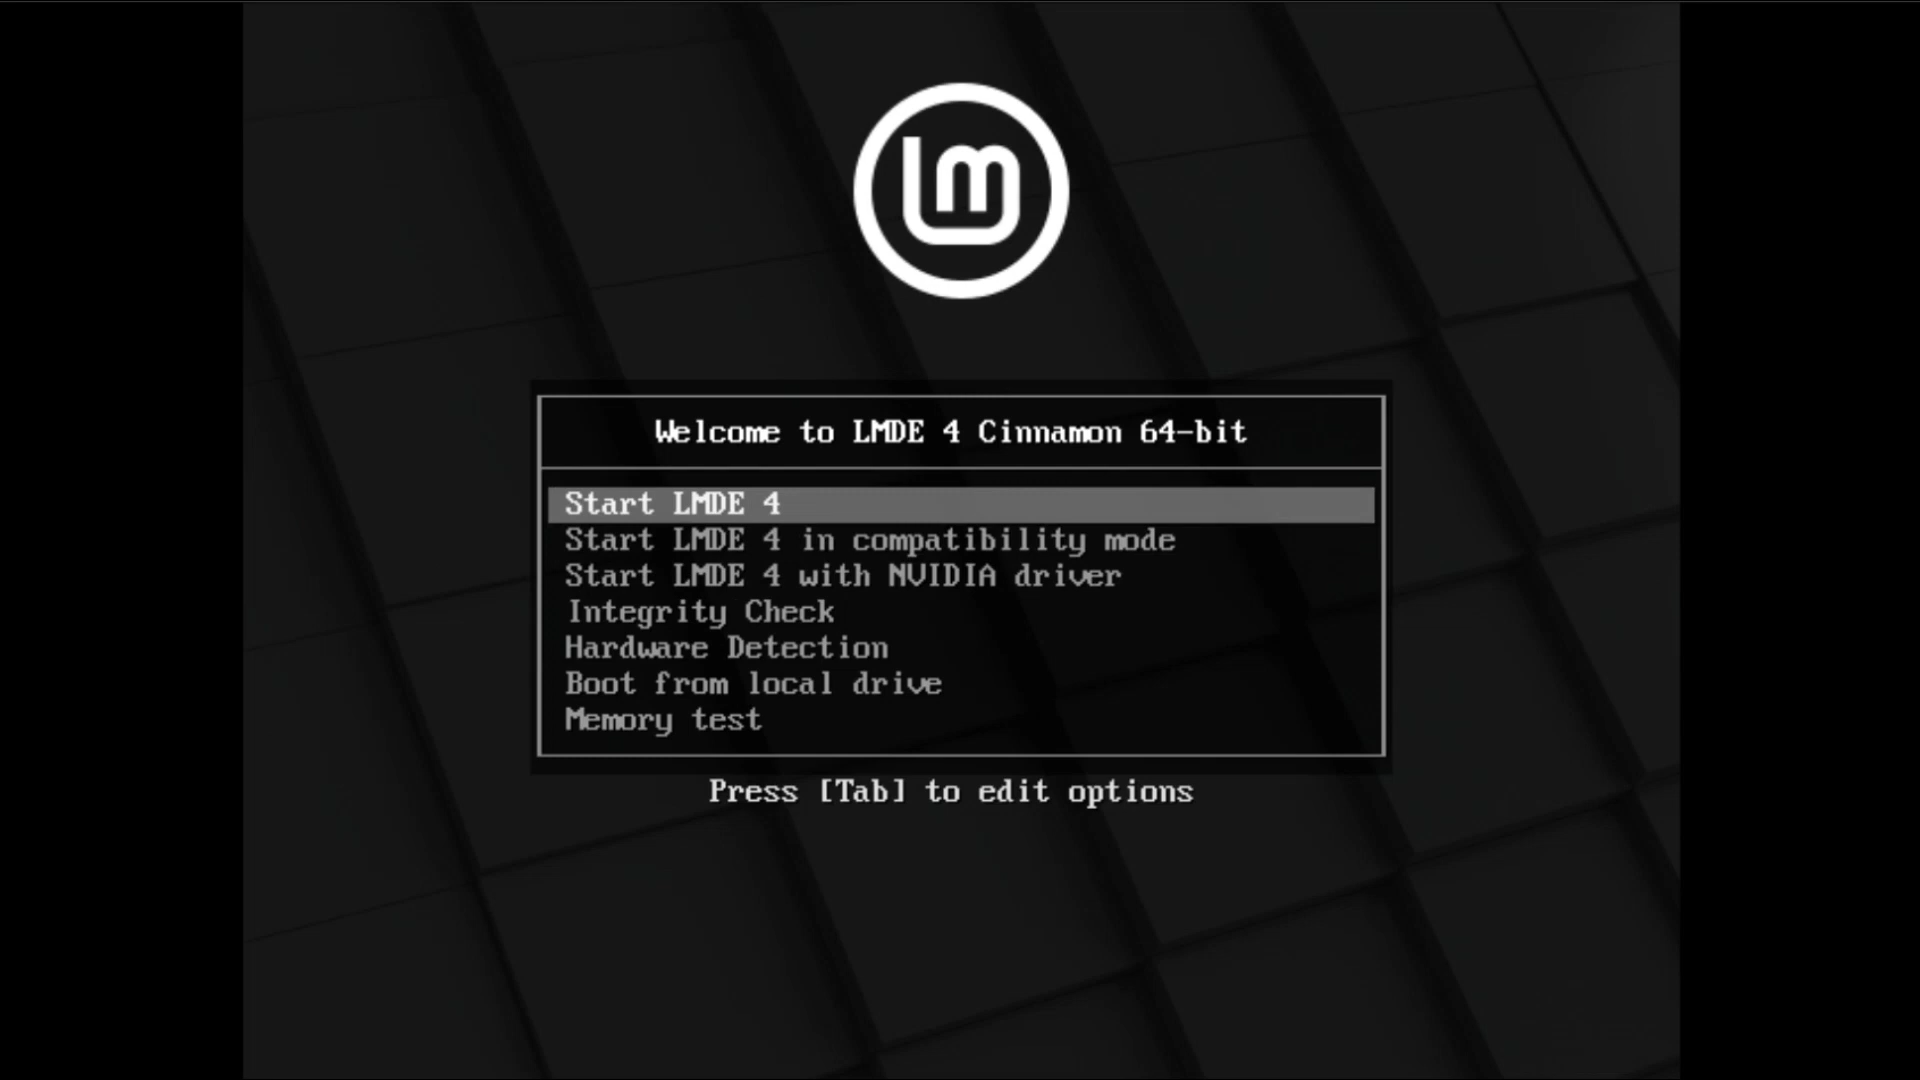 lm
Welcome to LMDE 4 Cinnamon 64-bit
Start LMDE 4
Start LMDE 4 in compatibility mode
Start LMDE 4 with NVIDIA driver
Integrity Check
Hardware Detection
Boot from local drive
Memory test
Press [Tab] to edit options